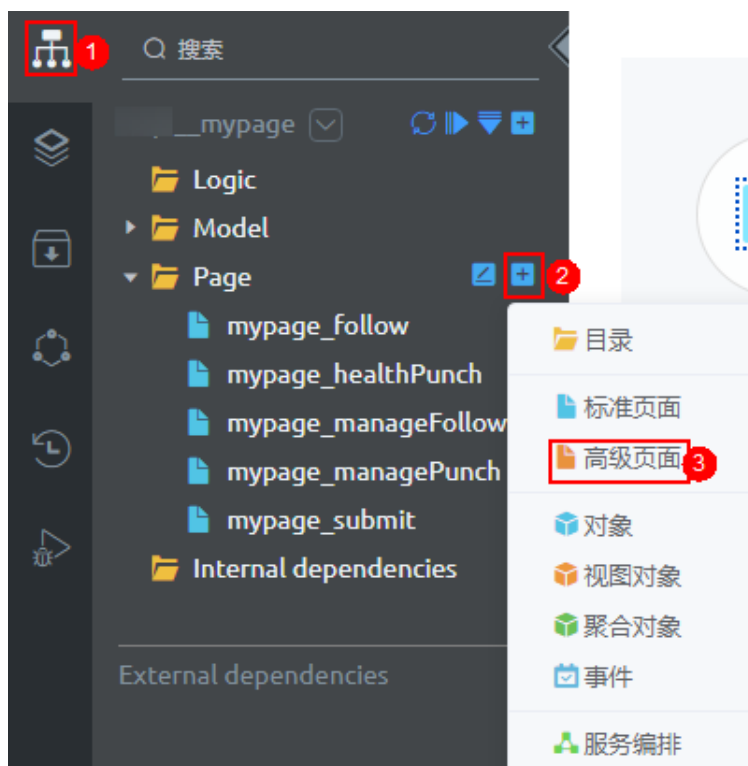 1
搜索
__mypage
Logic
Model
Page
2
mypage_follow
mypage_healthPunch
mypage_manageFollow
mypage_managePunch
mypage_submit
Internal dependencies
External dependencies
目录
标准页面
高级页面
3
对象
视图对象
聚合对象
事件
服务编排